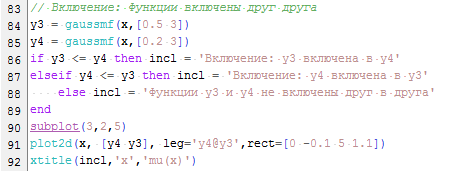 83 // Включение: Функции включены друг друга
84 y3 = gaussmf(x,[0.5 3])
85 y4 = gaussmf(x,[0.2 3])
86 if y3 <= y4 then incl = 'Включение: y3 включена в y4'
87 elseif y4 <= y3 then incl = 'Включение: y4 включена в y3'
88 else incl = 'Функции y3 и y4 не включены друг в друга'
89 end
90 subplot(3,2,5)
91 plot2d(x, [y4 y3], leg='y4@y3',rect=[0 -0.1 5 1.1])
92 xtitle(incl,'x','mu(x)')